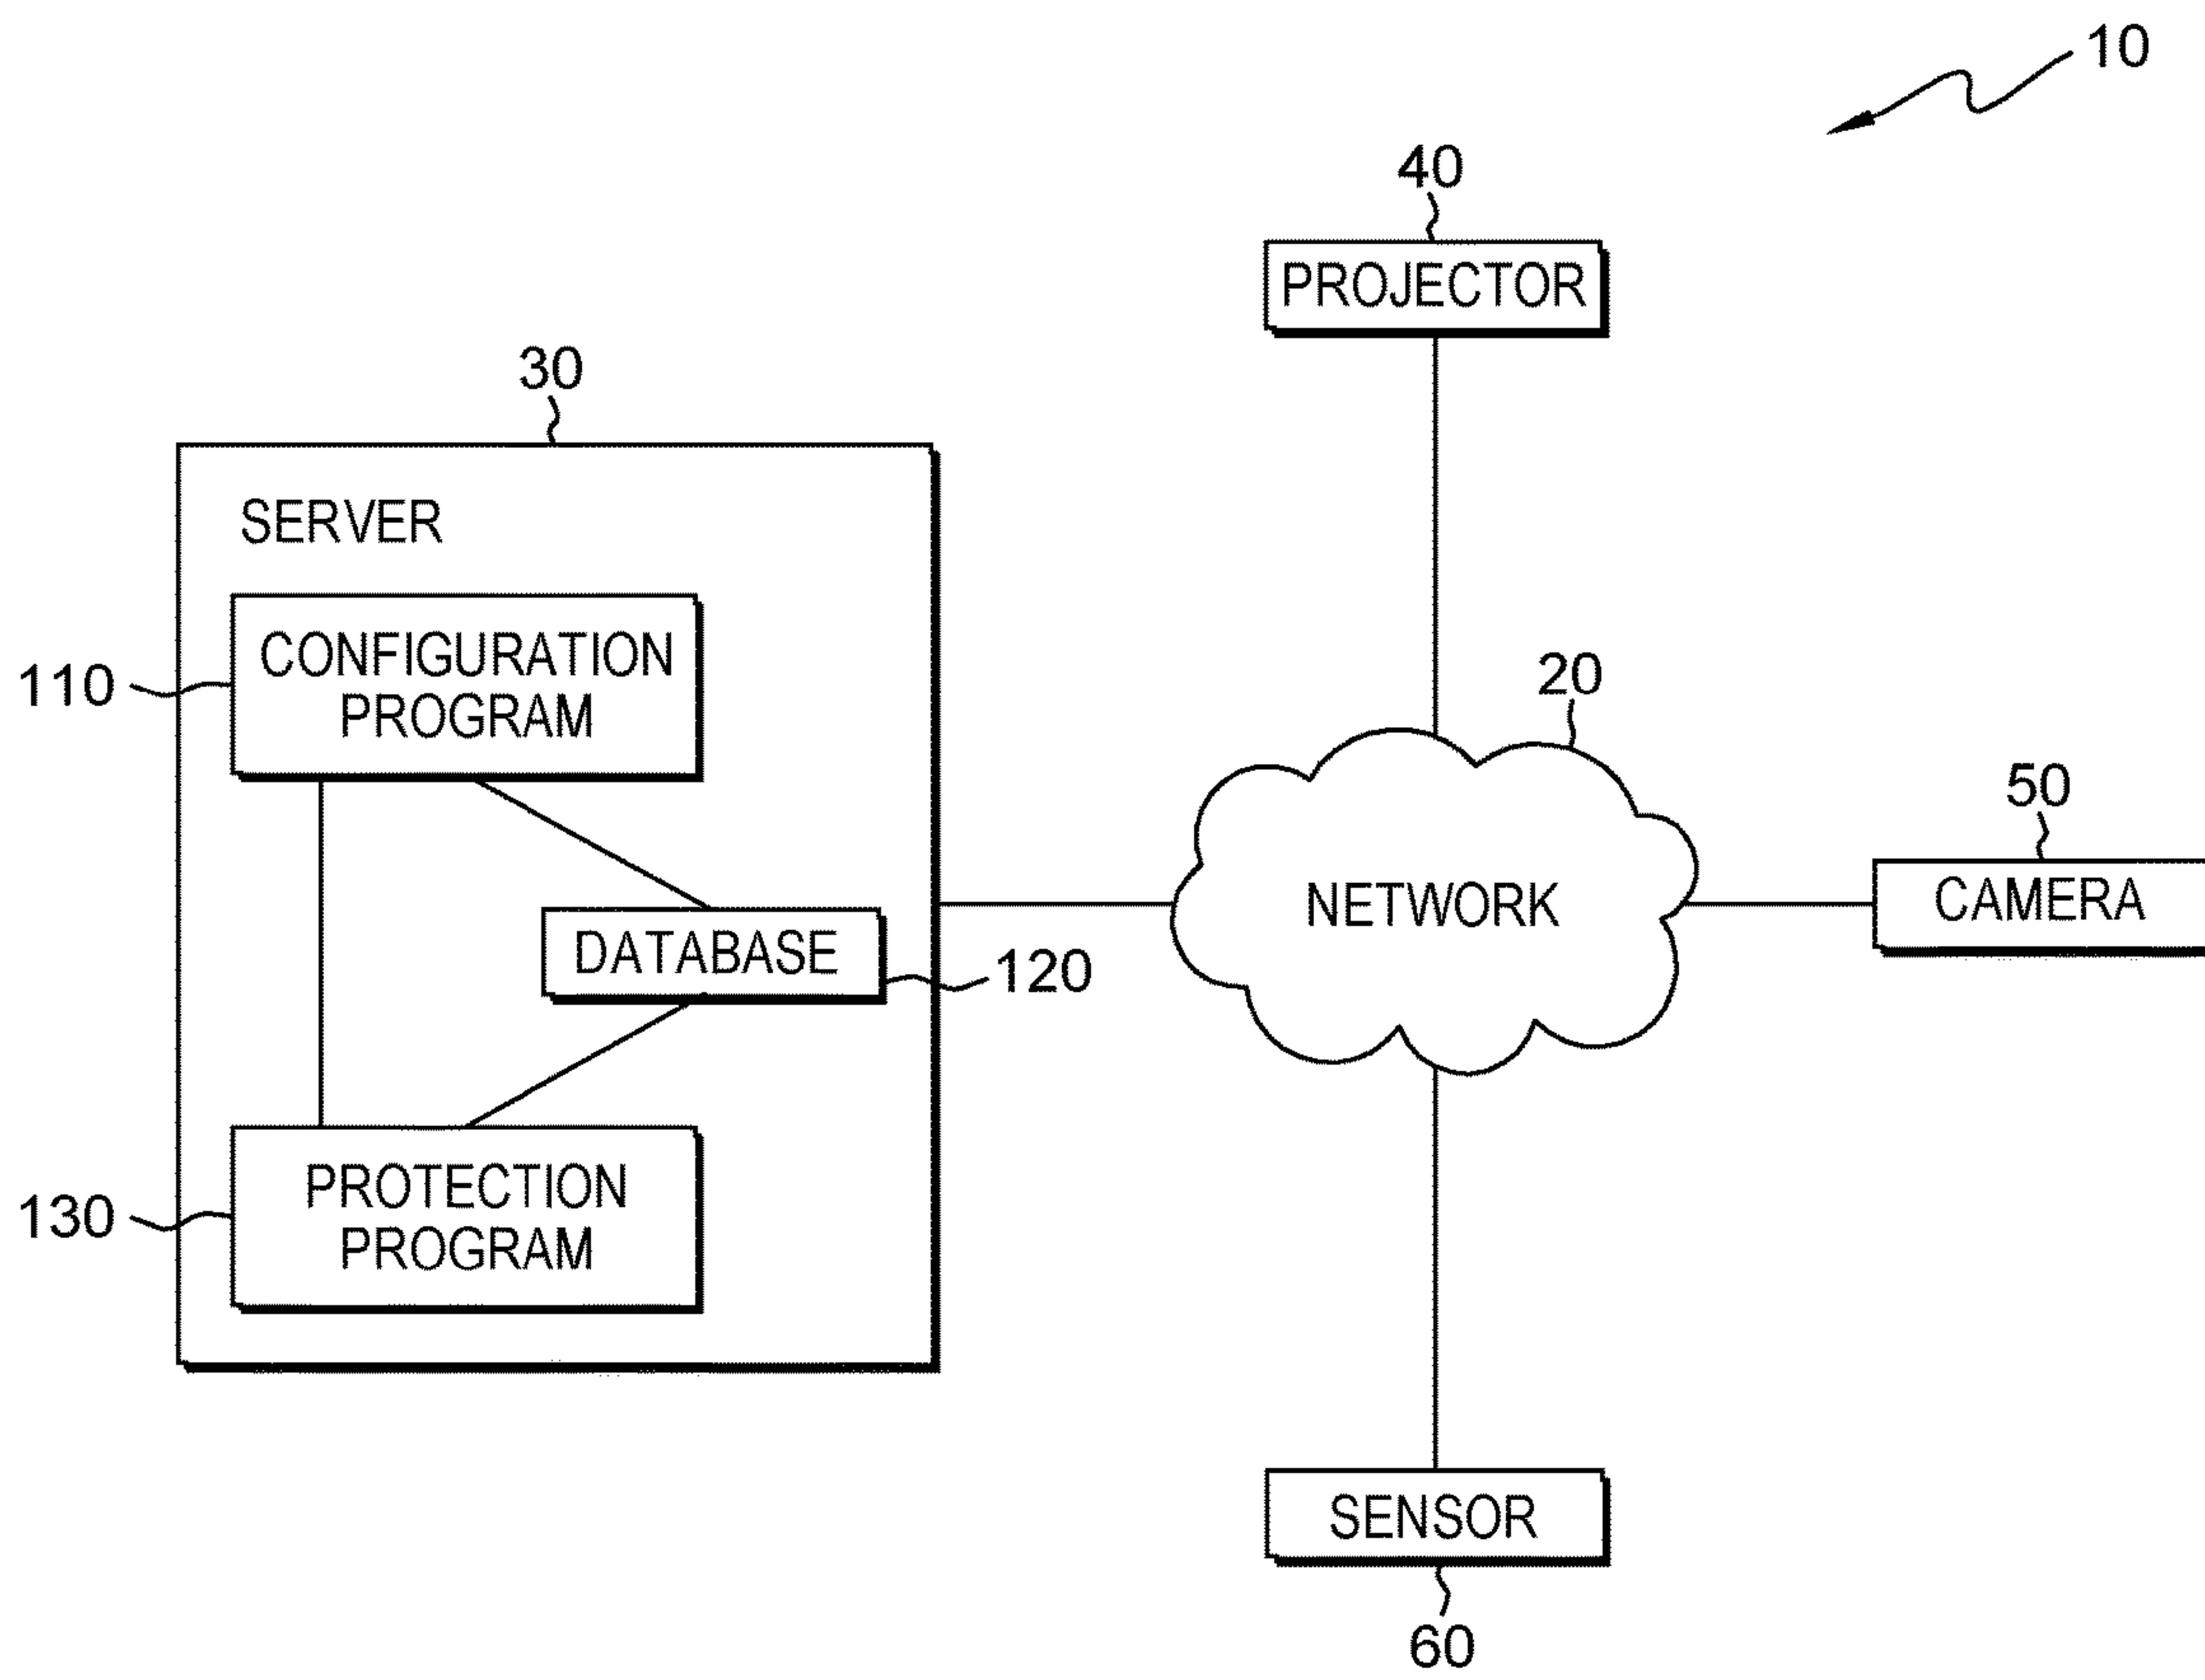 10
40
PROJECTOR
30
SERVER
CONFIGURATION
PROGRAM
110
20
50
CAMERA
NETWORK
DATABASE
120
PROTECTION
PROGRAM
130
SENSOR
60